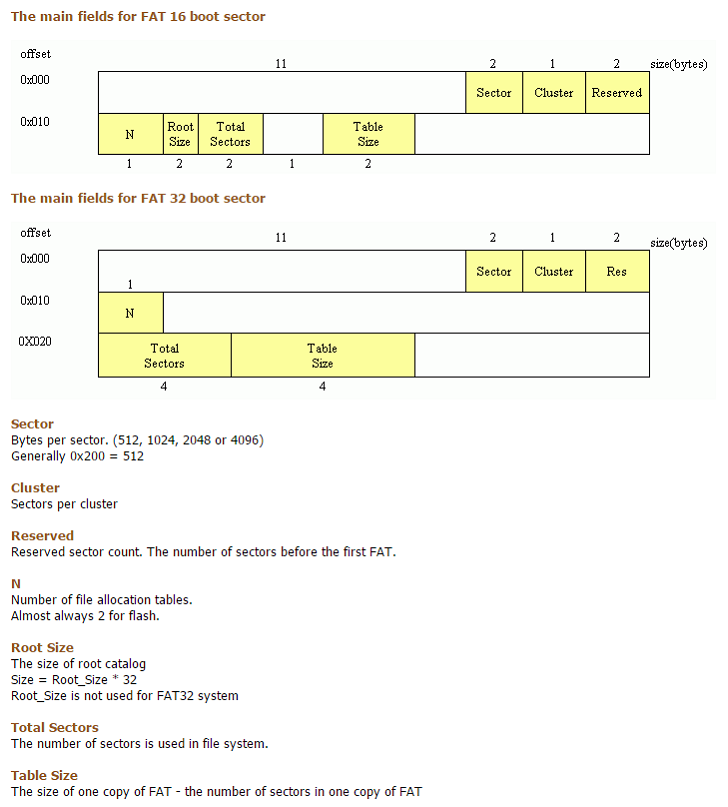 The main fields for FAT 16 boot sector
offset
11 2 1 2 size(bytes)
0x000
Sector Cluster Reserved
0x010
N Root Size Total Sectors Table Size
1 2 2 1 2
The main fields for FAT 32 boot sector
offset
11 2 1 2 size(bytes)
0x000
Sector Cluster Res
1
0x010
N
0X020
Total Sectors Table Size
4 4
Sector
Bytes per sector. (512, 1024, 2048 or 4096)
Generally 0x200 = 512
Cluster
Sectors per cluster
Reserved
Reserved sector count. The number of sectors before the first FAT.
N
Number of file allocation tables.
Almost always 2 for flash.
Root Size
The size of root catalog
Size = Root_Size * 32
Root_Size is not used for FAT32 system
Total Sectors
The number of sectors is used in file system.
Table Size
The size of one copy of FAT - the number of sectors in one copy of FAT